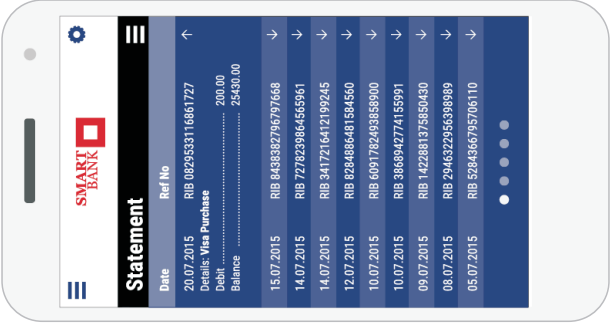 SMART
BANK
Statement
Date Ref No
20.07.2015 RIB 0829533116861727
Details: Visa Purchase
Debit ........ 200.00
Balance ........ 25430.00
15.07.2015 RIB 8438382796797668
14.07.2015 RIB 7278239864565961
14.07.2015 RIB 3417216412199245
12.07.2015 RIB 8284886481584560
10.07.2015 RIB 6091782493858900
10.07.2015 RIB 3868942774155991
09.07.2015 RIB 1422881375850430
08.07.2015 RIB 2946322956398989
05.07.2015 RIB 5284366795706110